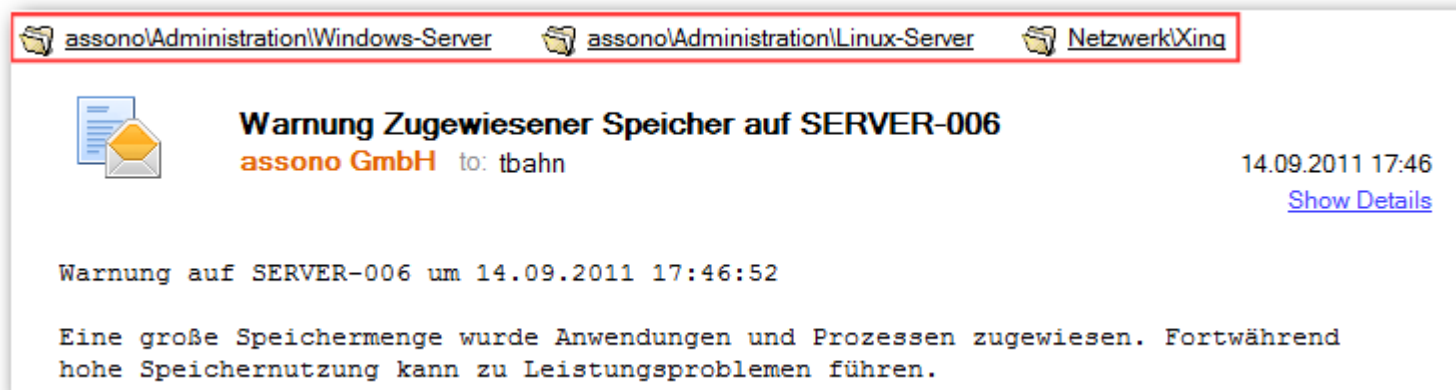 assono\Administration\Windows-Server assono\Administration\Linux-Server Netzwerk\Xing
Warnung Zugewiesener Speicher auf SERVER-006
assono GmbH to: tbahn
14.09.2011 17:46
Show Details
Warnung auf SERVER-006 um 14.09.2011 17:46:52
Eine große Speichermenge wurde Anwendungen und Prozessen zugewiesen. Fortwährend
hohe Speichernutzung kann zu Leistungsproblemen führen.